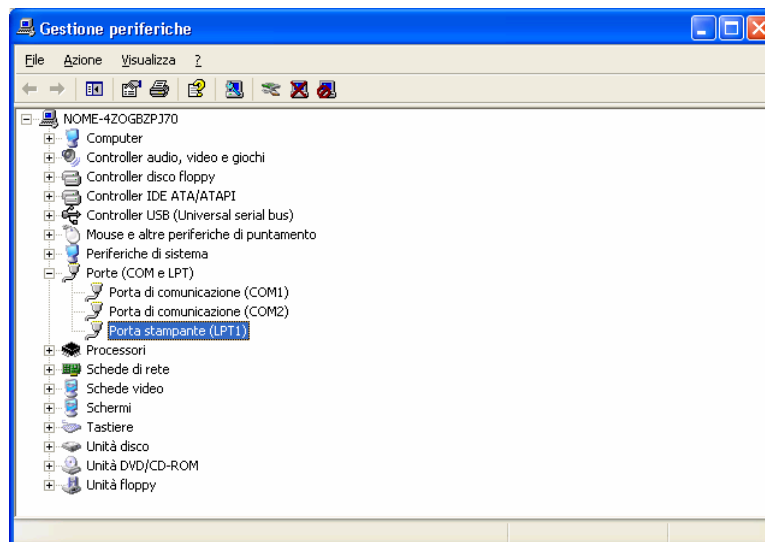 Gestione periferiche
File Azione Visualizza ?
NOME-4ZOGBZPJ70
Computer
Controller audio, video e giochi
Controller disco floppy
Controller IDE ATA/ATAPI
Controller USB (Universal serial bus)
Mouse e altre periferiche di puntamento
Periferiche di sistema
Porte (COM e LPT)
Porta di comunicazione (COM1)
Porta di comunicazione (COM2)
Porta stampante (LPT1)
Processori
Schede di rete
Schede video
Schermi
Tastiere
Unità disco
Unità DVD/CD-ROM
Unità floppy